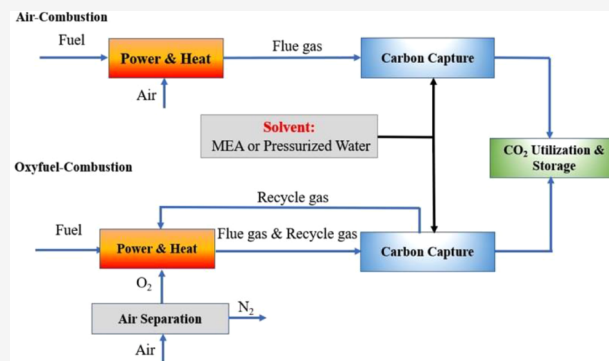 Air-Combustion
Fuel
Power & Heat
Flue gas
Carbon Capture
Air
Solvent:
MEA or Pressurized Water
CO₂ Utilization &
Storage
Oxyfuel-Combustion
Recycle gas
Fuel
Power & Heat
Flue gas & Recycle gas
Carbon Capture
O₂
Air Separation
N₂
Air